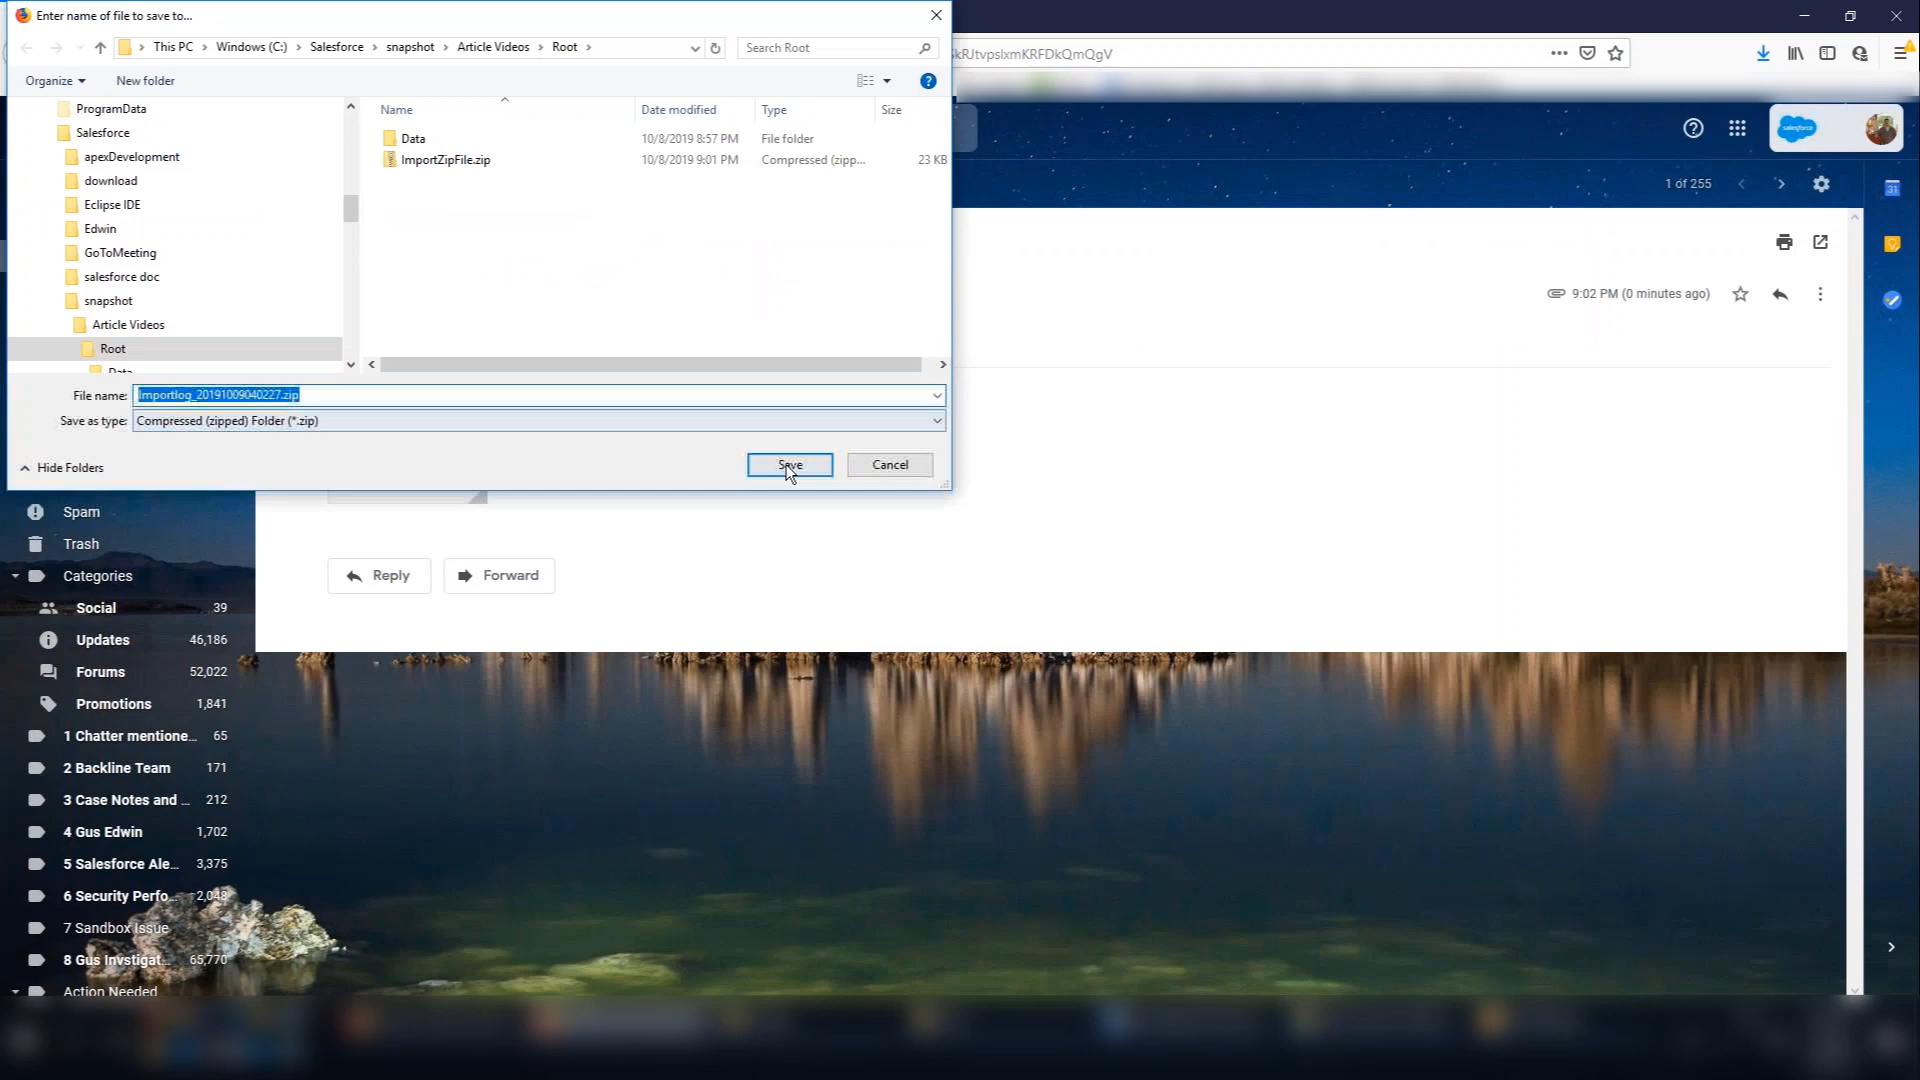 Enter name of file to save to...
This PC > Windows (C:) > Salesforce > snapshot > Article Videos > Root >
Search Root
kRJtvpslxmKRFDkQmQgV
Organize
New folder
ProgramData
Salesforce
apexDevelopment
download
Eclipse IDE
Edwin
GoToMeeting
salesforce doc
snapshot
Article Videos
Root
Data
Name Date modified Type Size
Data 10/8/2019 8:57 PM File folder
ImportZipFile.zip 10/8/2019 9:01 PM Compressed (zipp... 23 KB
File name: Importlog_20191009040227.zip
Save as type: Compressed (zipped) Folder (*.zip)
Hide Folders
Save
Cancel
salesforce
1 of 255
31
9:02 PM (0 minutes ago)
Reply
Forward
Spam
Trash
Categories
Social 39
Updates 46,186
Forums 52,022
Promotions 1,841
1 Chatter mentione... 65
2 Backline Team 171
3 Case Notes and ... 212
4 Gus Edwin 1,702
5 Salesforce Ale... 3,375
6 Security Perfo... 2,048
7 Sandbox Issue
8 Gus Invstigat... 65,770
Action Needed